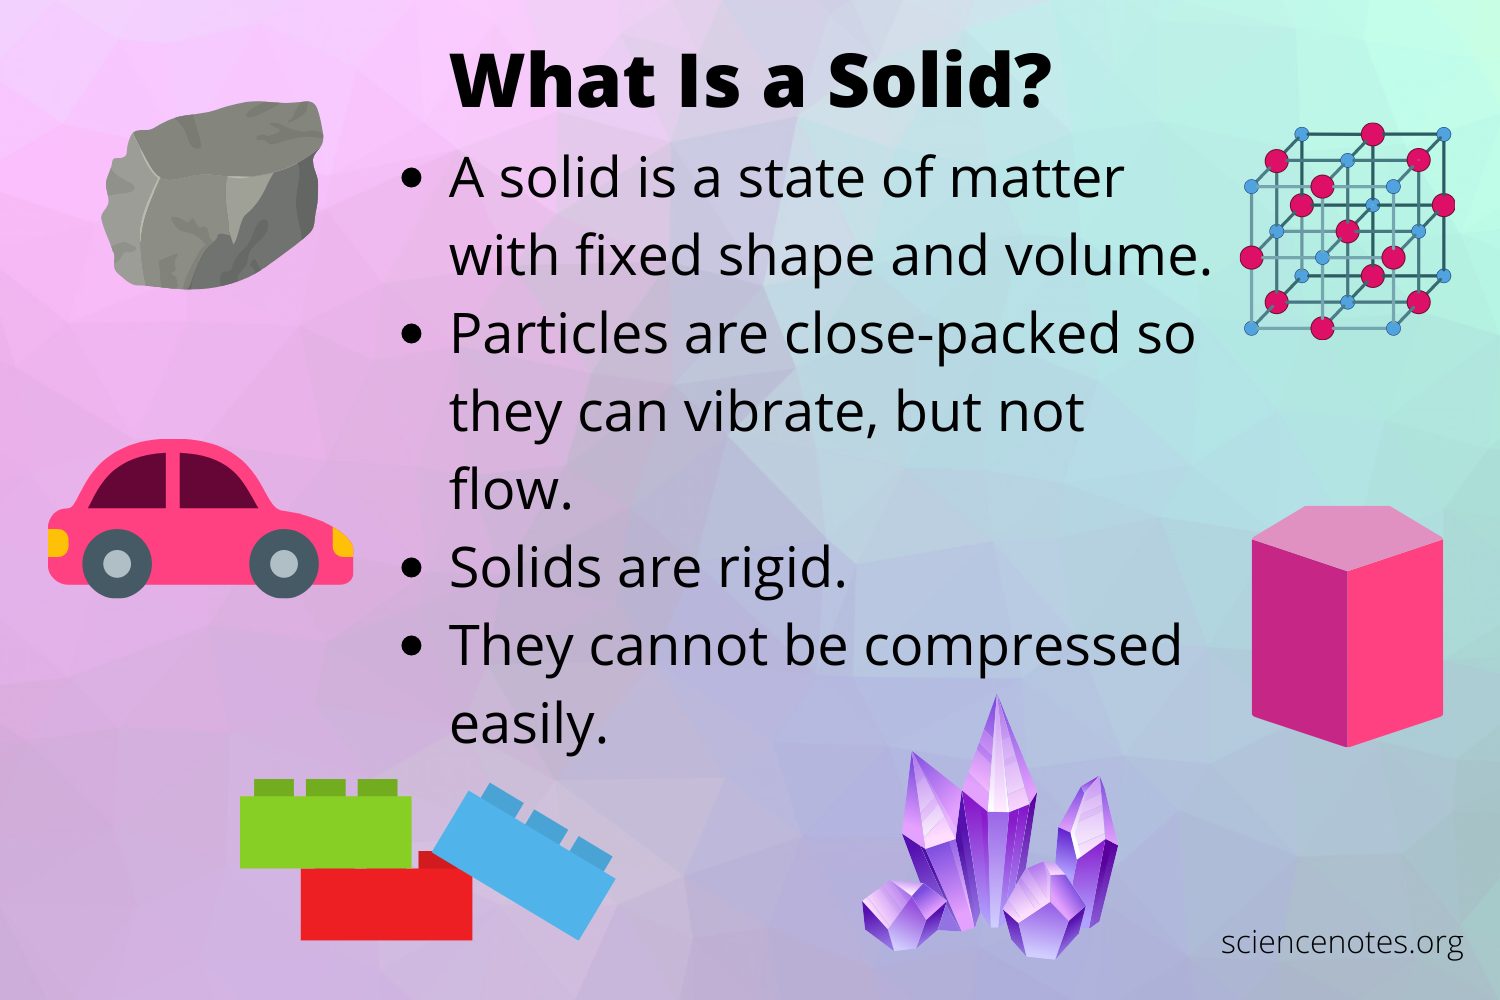 What Is a Solid?
• A solid is a state of matter
with fixed shape and volume.
• Particles are close-packed so
they can vibrate, but not
flow.
• Solids are rigid.
• They cannot be compressed
easily.
sciencenotes.org